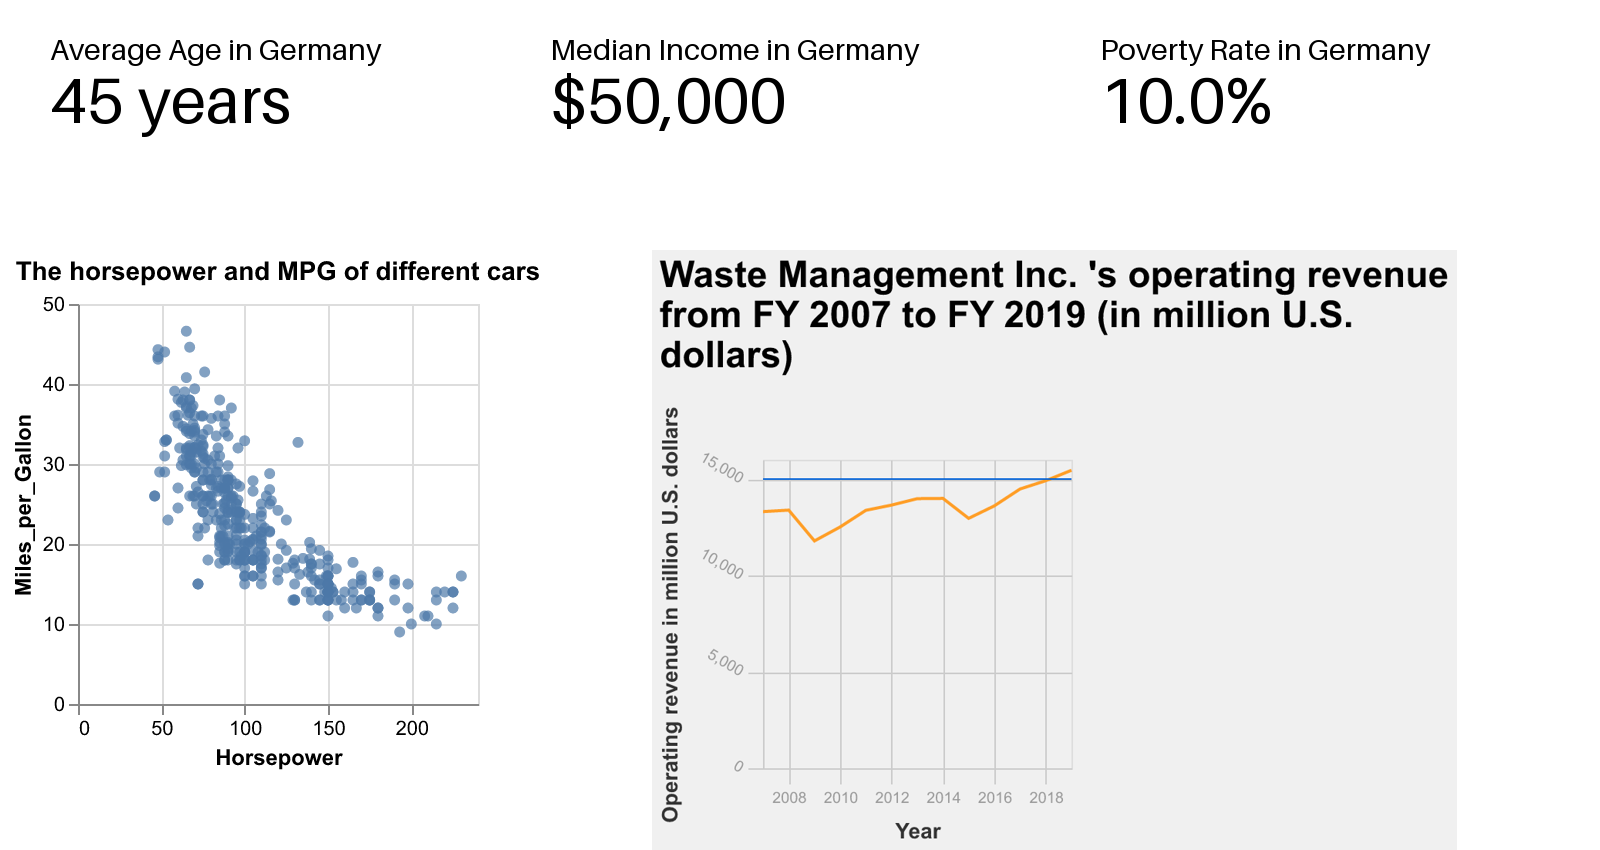 Average Age in Germany
45 years
Median Income in Germany
$50,000
Poverty Rate in Germany
10.0%
The horsepower and MPG of different cars
Miles_per_Gallon
50
40
30
20
10
0
0 50 100 150 200
Horsepower
Waste Management Inc. 's operating revenue
from FY 2007 to FY 2019 (in million U.S.
dollars)
Operating revenue in million U.S. dollars
15,000
10,000
5,000
0
2008 2010 2012 2014 2016 2018
Year